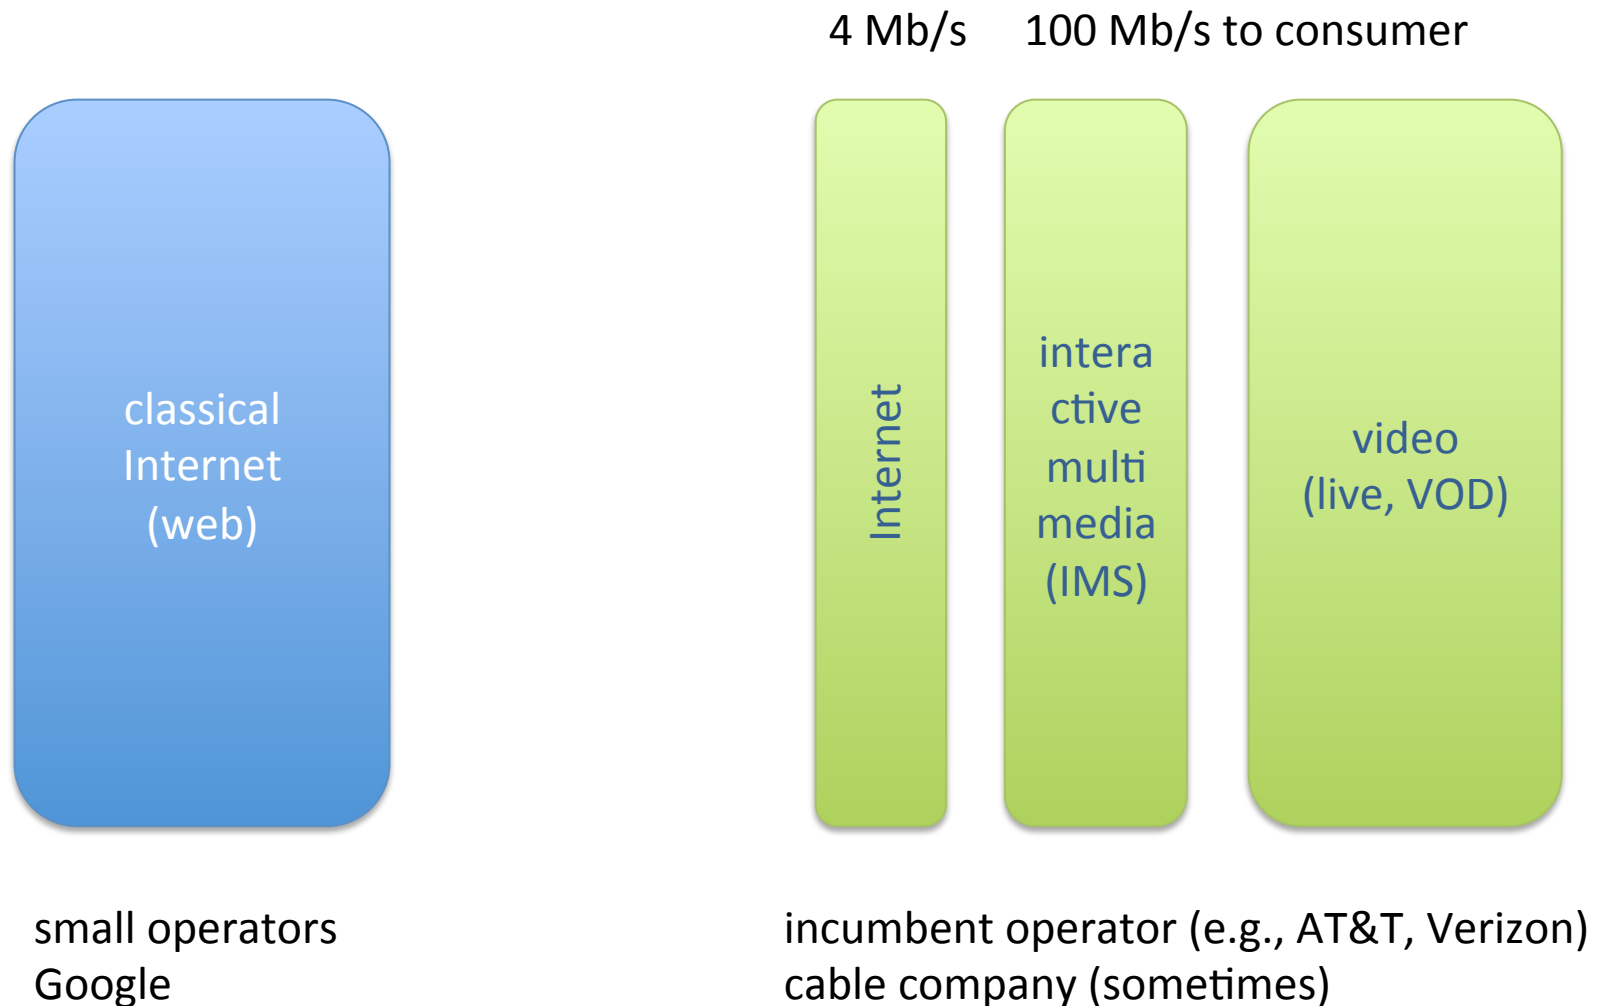 4 Mb/s 100 Mb/s to consumer
classical
Internet
(web)
Internet
intera
ctive
multi
media
(IMS)
video
(live, VOD)
small operators
Google
incumbent operator (e.g., AT&T, Verizon)
cable company (sometimes)